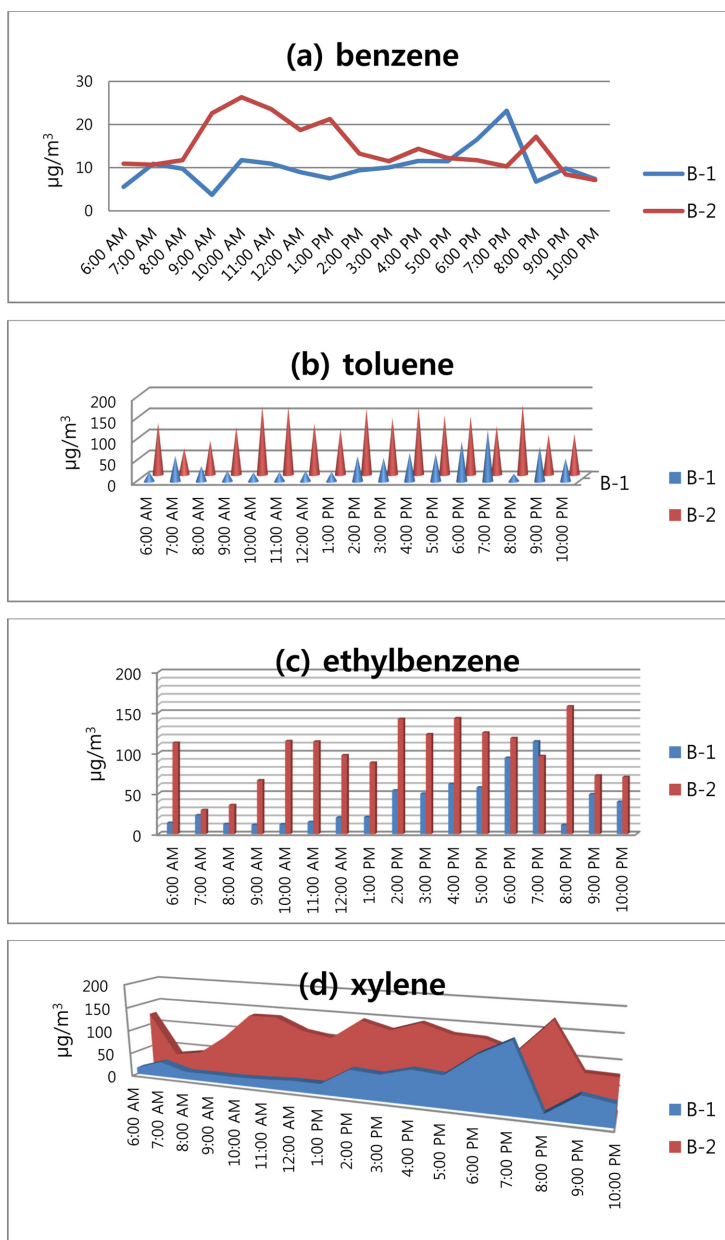 (a) benzene
30
20
10
0
µg/m³
6:00 AM
7:00 AM
8:00 AM
9:00 AM
10:00 AM
11:00 AM
12:00 AM
1:00 PM
2:00 PM
3:00 PM
4:00 PM
5:00 PM
6:00 PM
7:00 PM
8:00 PM
9:00 PM
10:00 PM
B-1
B-2
(b) toluene
200
150
100
50
0
µg/m³
6:00 AM
7:00 AM
8:00 AM
9:00 AM
10:00 AM
11:00 AM
12:00 AM
1:00 PM
2:00 PM
3:00 PM
4:00 PM
5:00 PM
6:00 PM
7:00 PM
8:00 PM
9:00 PM
10:00 PM
B-1
B-1
B-2
(c) ethylbenzene
200
150
100
50
0
µg/m³
6:00 AM
7:00 AM
8:00 AM
9:00 AM
10:00 AM
11:00 AM
12:00 AM
1:00 PM
2:00 PM
3:00 PM
4:00 PM
5:00 PM
6:00 PM
7:00 PM
8:00 PM
9:00 PM
10:00 PM
B-1
B-2
(d) xylene
200
150
100
50
0
µg/m³
6:00 AM
7:00 AM
8:00 AM
9:00 AM
10:00 AM
11:00 AM
12:00 AM
1:00 PM
2:00 PM
3:00 PM
4:00 PM
5:00 PM
6:00 PM
7:00 PM
8:00 PM
9:00 PM
10:00 PM
B-1
B-2